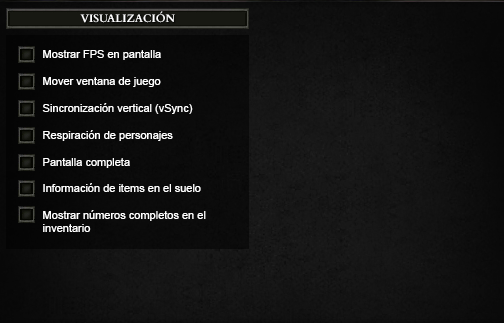 VISUALIZACIÓN
Mostrar FPS en pantalla
Mover ventana de juego
Sincronización vertical (vSync)
Respiración de personajes
Pantalla completa
Información de items en el suelo
Mostrar números completos en el
inventario